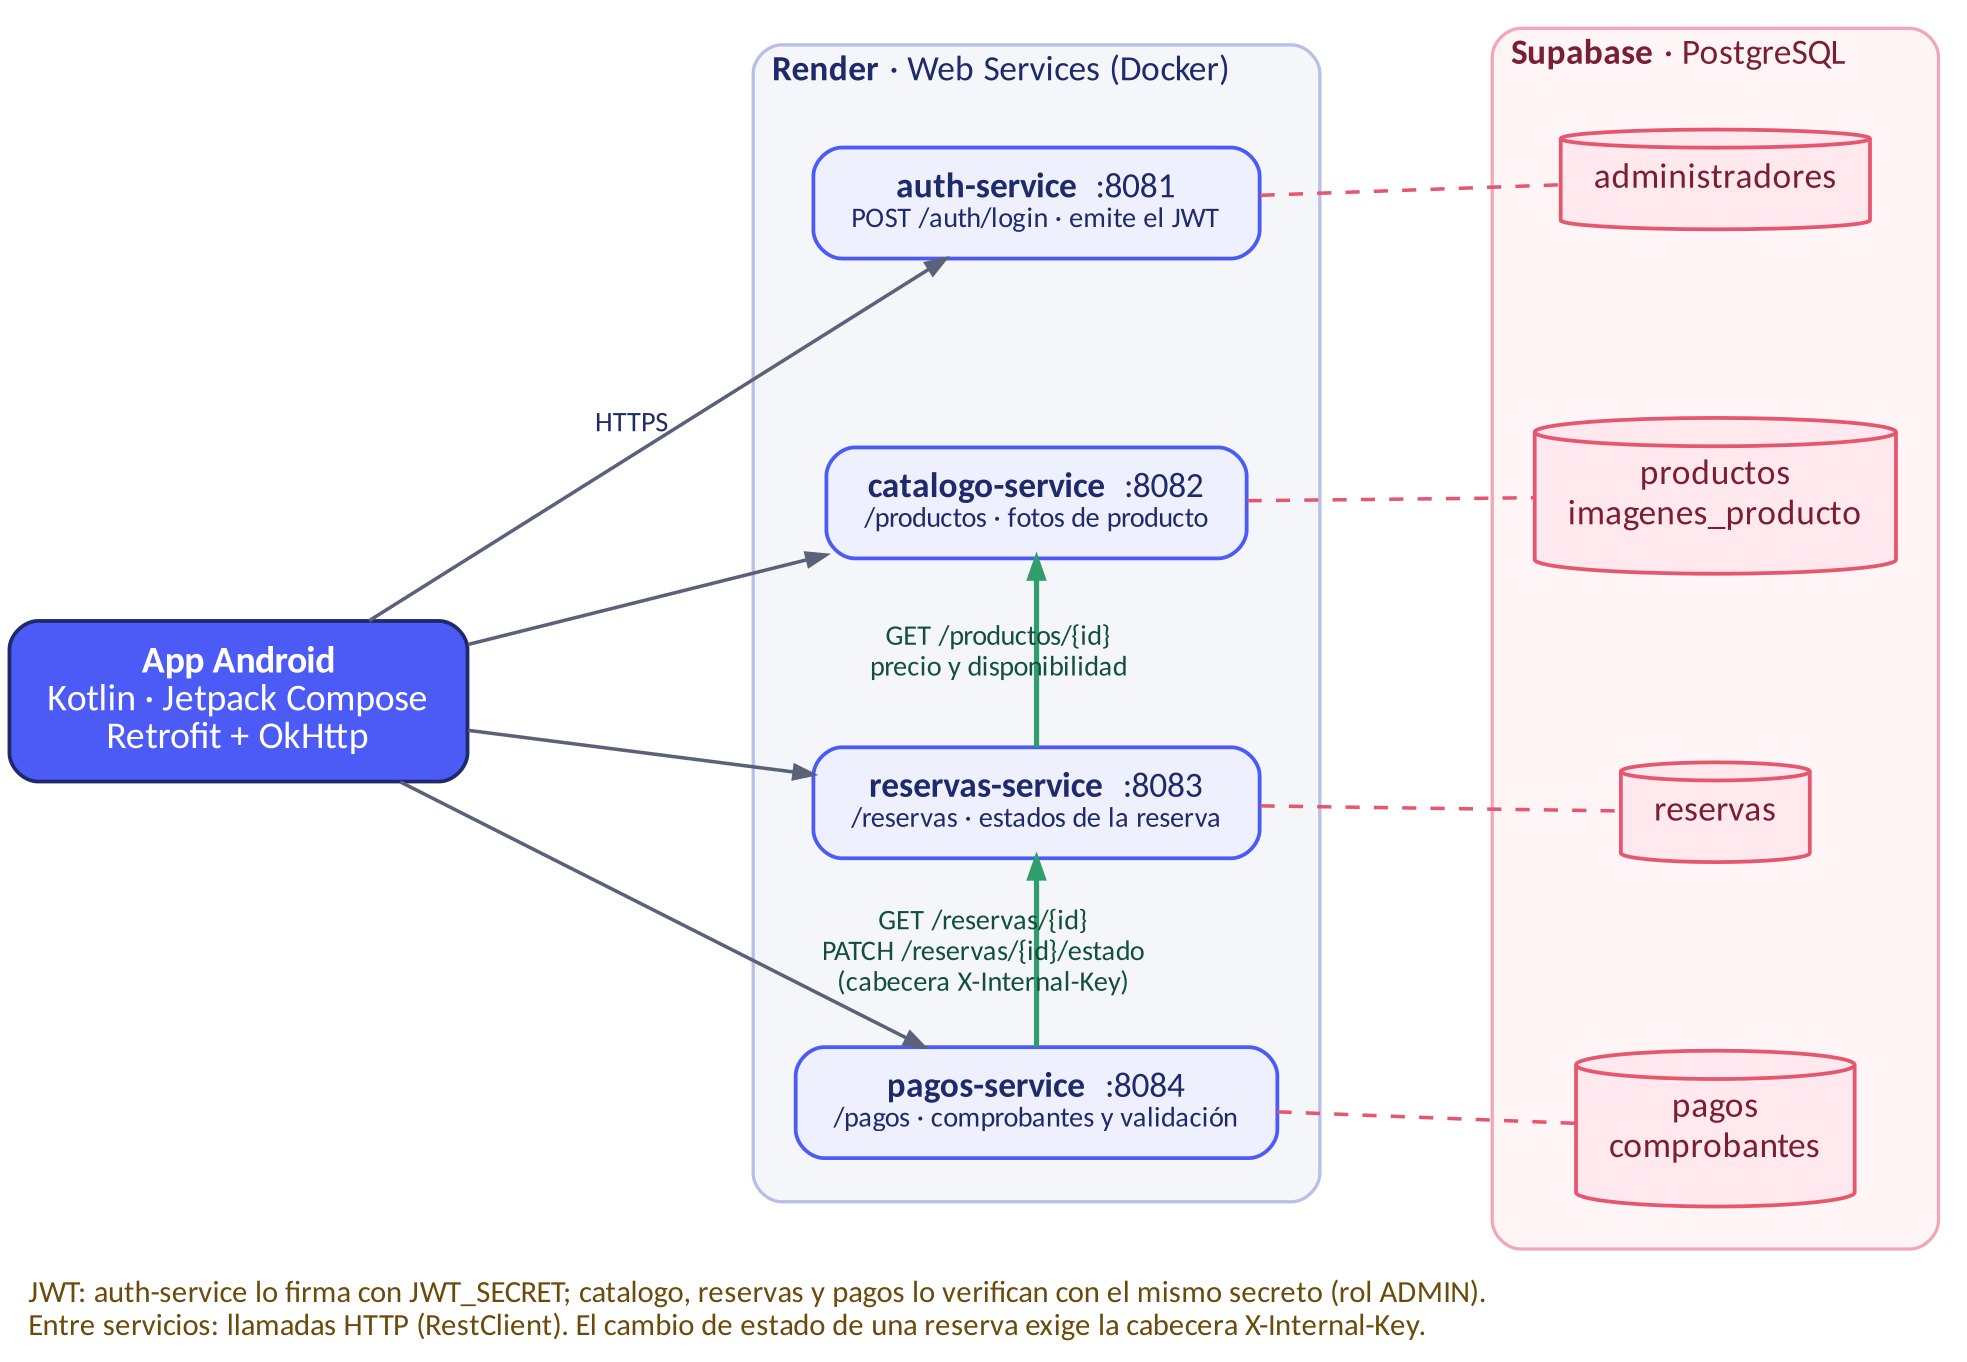 Render · Web Services (Docker)
Supabase · PostgreSQL
auth-service :8081
POST /auth/login · emite el JWT
administradores
HTTPS
catalogo-service :8082
/productos · fotos de producto
productos
imagenes_producto
GET /productos/{id}
precio y disponibilidad
App Android
Kotlin · Jetpack Compose
Retrofit + OkHttp
reservas-service :8083
/reservas · estados de la reserva
reservas
GET /reservas/{id}
PATCH /reservas/{id}/estado
(cabecera X-Internal-Key)
pagos-service :8084
/pagos · comprobantes y validación
pagos
comprobantes
JWT: auth-service lo firma con JWT_SECRET; catalogo, reservas y pagos lo verifican con el mismo secreto (rol ADMIN).
Entre servicios: llamadas HTTP (RestClient). El cambio de estado de una reserva exige la cabecera X-Internal-Key.